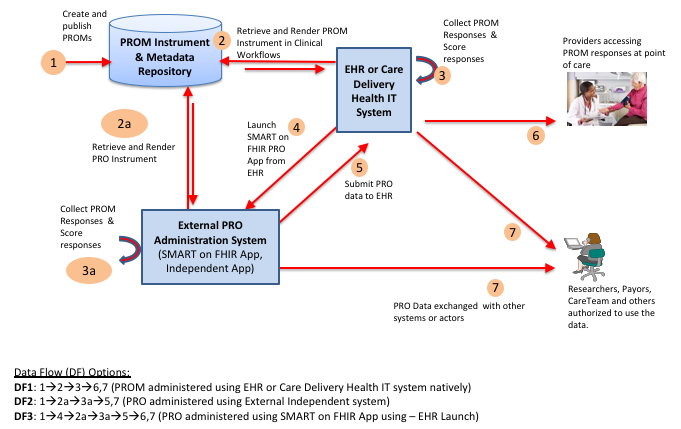 Create and
publish
PROMs
1
PROM Instrument
& Metadata
Repository
2
Retrieve and Render PROM
Instrument in Clinical
Workflows
EHR or Care
Delivery
Health IT
System
Collect PROM
Responses &
Score
responses
3
Providers accessing
PROM responses at point
of care
6
2a
Retrieve and Render
PRO Instrument
Launch
SMART on
FHIR PRO
App from
EHR
4
5
Submit PRO
data to EHR
Collect PROM
Responses &
Score
responses
3a
External PRO
Administration System
(SMART on FHIR App,
Independent App)
7
7
PRO Data exchanged with other
systems or actors
Researchers, Payors,
CareTeam and others
authorized to use the
data.
Data Flow (DF) Options:
DF1: 1→2→3→6,7 (PROM administered using EHR or Care Delivery Health IT system natively)
DF2: 1→2a→3a→5,7 (PRO administered using External Independent system)
DF3: 1→4→2a→3a→5→6,7 (PRO administered using SMART on FHIR App using – EHR Launch)